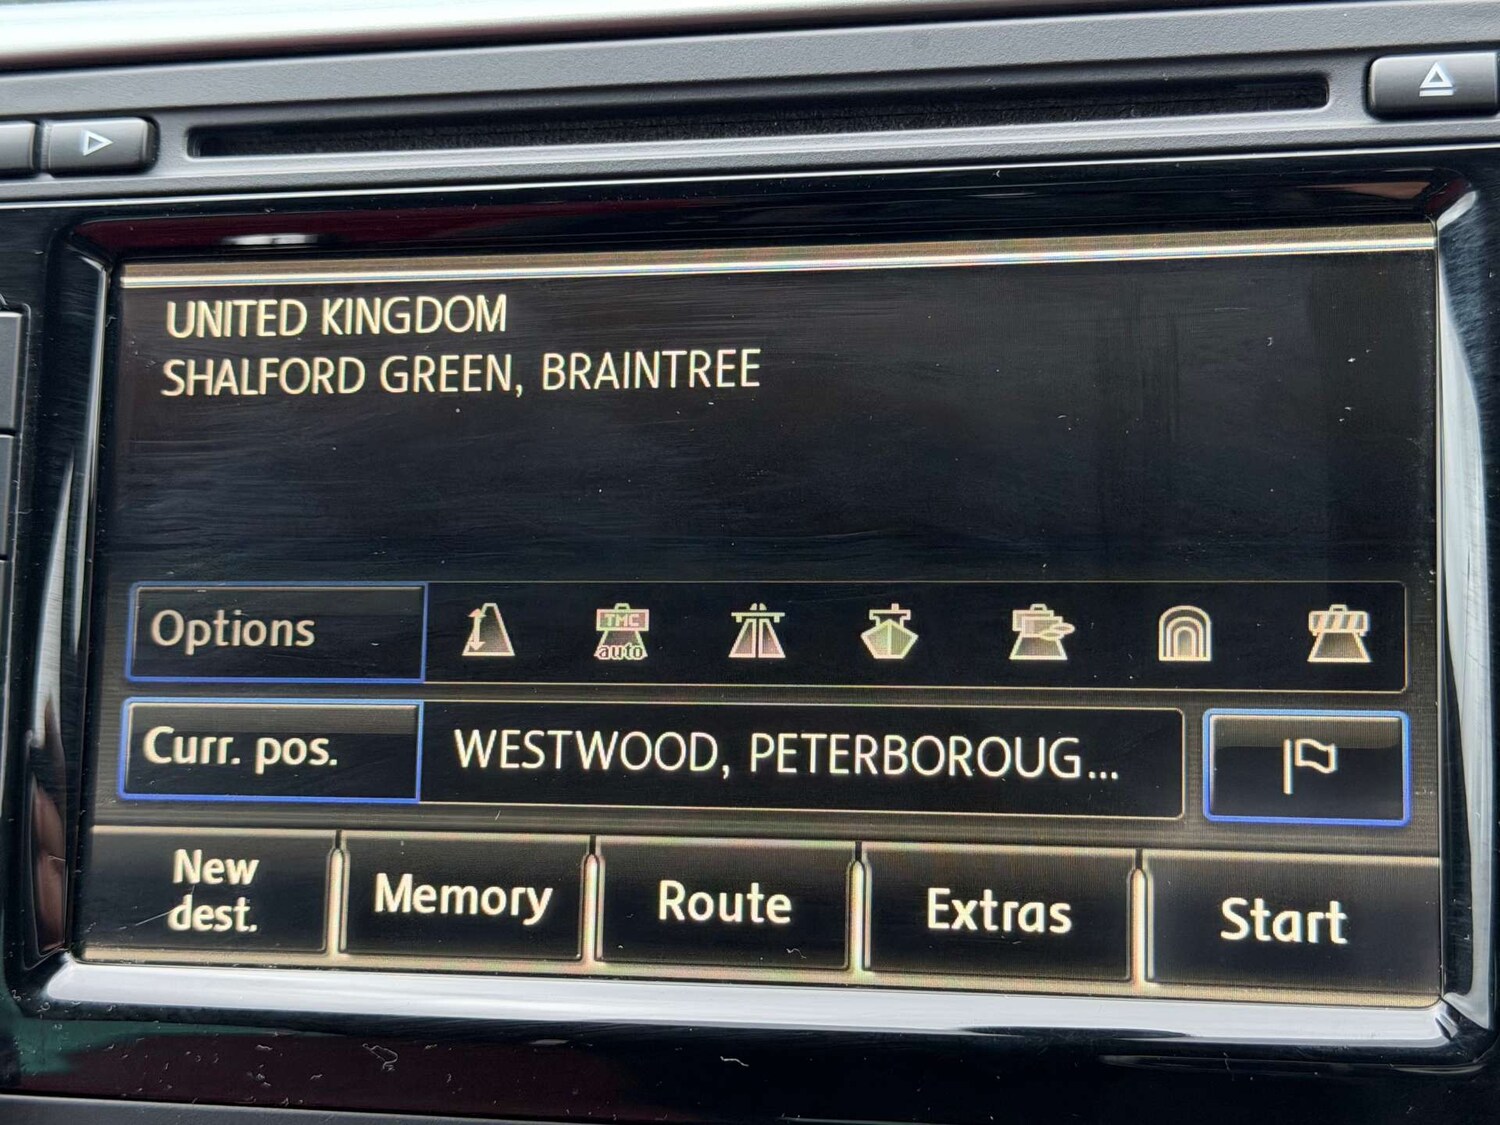 UNITED KINGDOM
SHALFORD GREEN, BRAINTREE
Options
TMC
auto
Curr. pos.
WESTWOOD, PETERBOROUG...
New
dest.
Memory
Route
Extras
Start